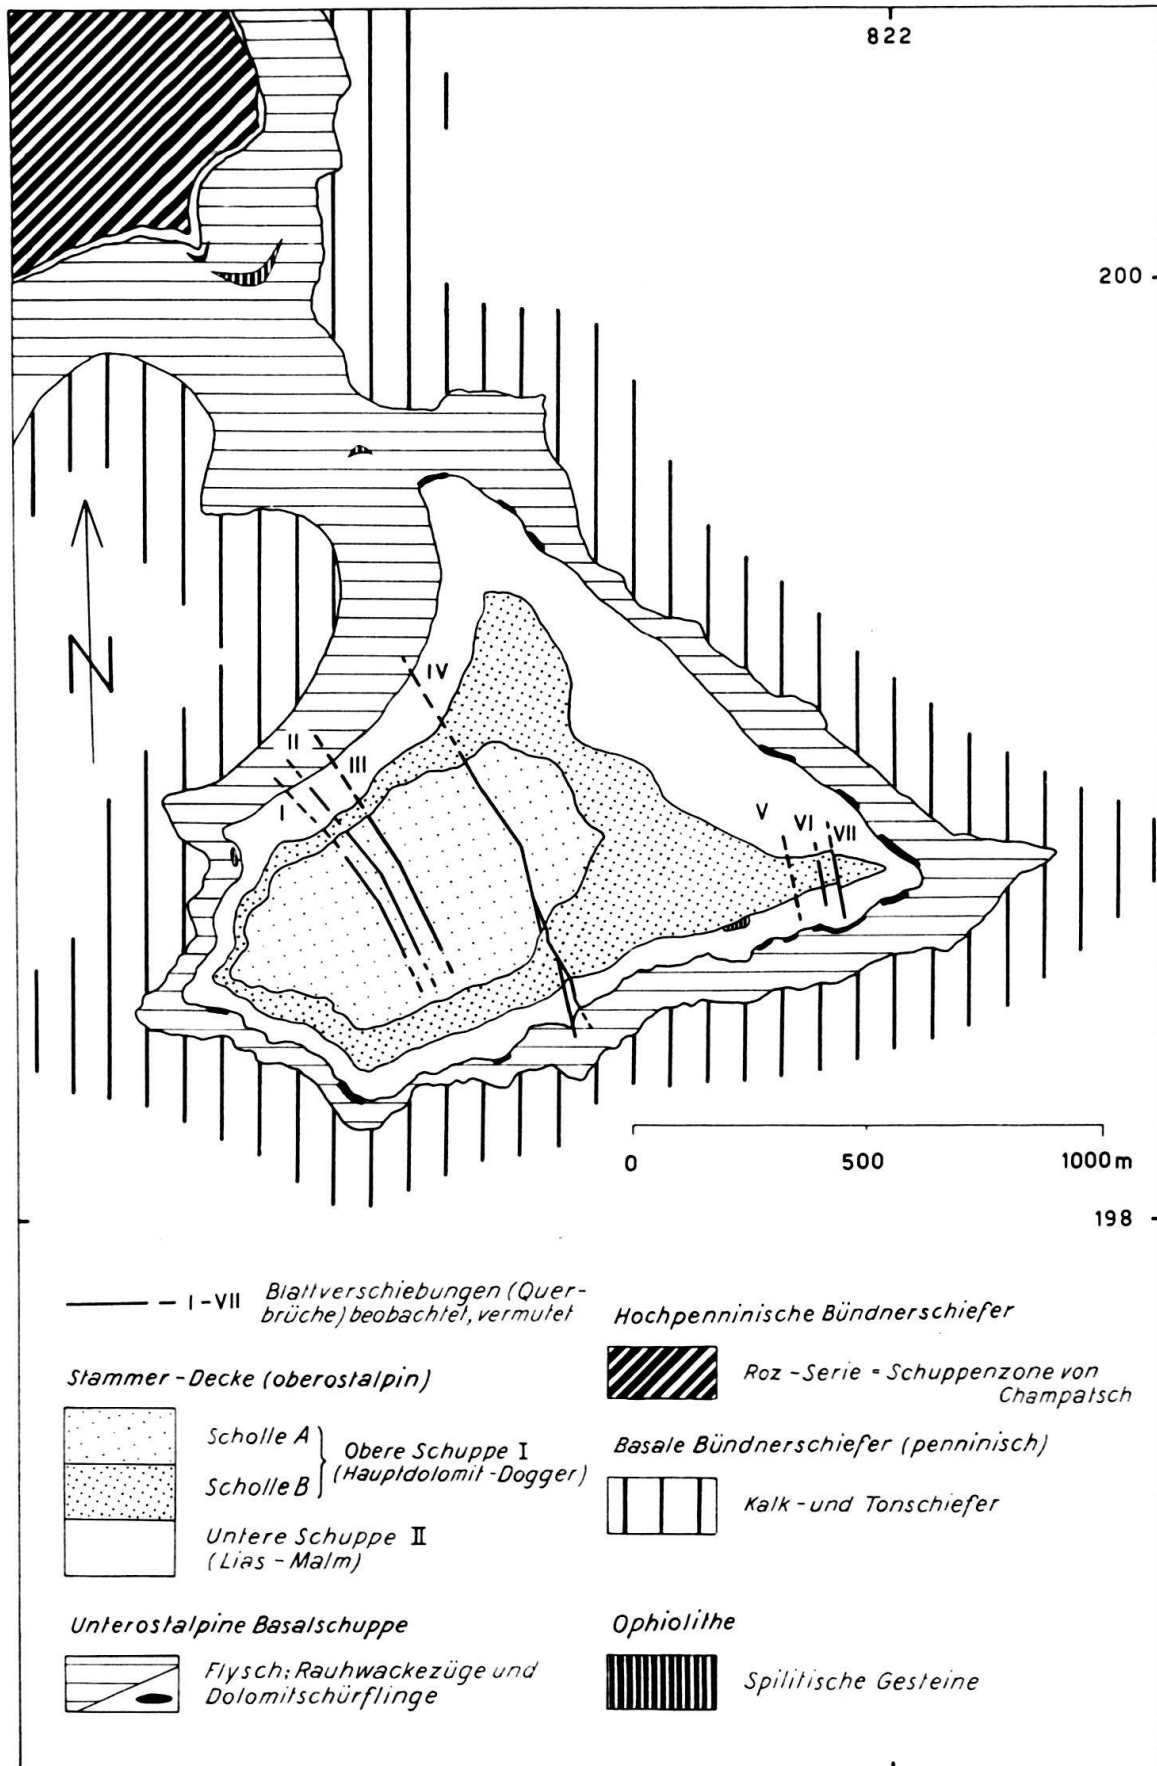 822
200
N
IV
II
III
I
V
VI
VII
0 500 1000m
198
I-VII Blattverschiebungen (Quer-
brüche) beobachtet, vermutet
Stammer-Decke (oberostalpin)
Scholle A
Scholle B
Obere Schuppe I
(Hauptdolomit-Dogger)
Untere Schuppe II
(Lias-Malm)
Unterostalpine Basalschuppe
Flysch; Rauhwackezüge und
Dolomitschürflinge
Hochpenninische Bündnerschiefer
Roz-Serie = Schuppenzone von
Champatsch
Basale Bündnerschiefer (penninisch)
Kalk- und Tonschiefer
Ophiolithe
Spilitische Gesteine